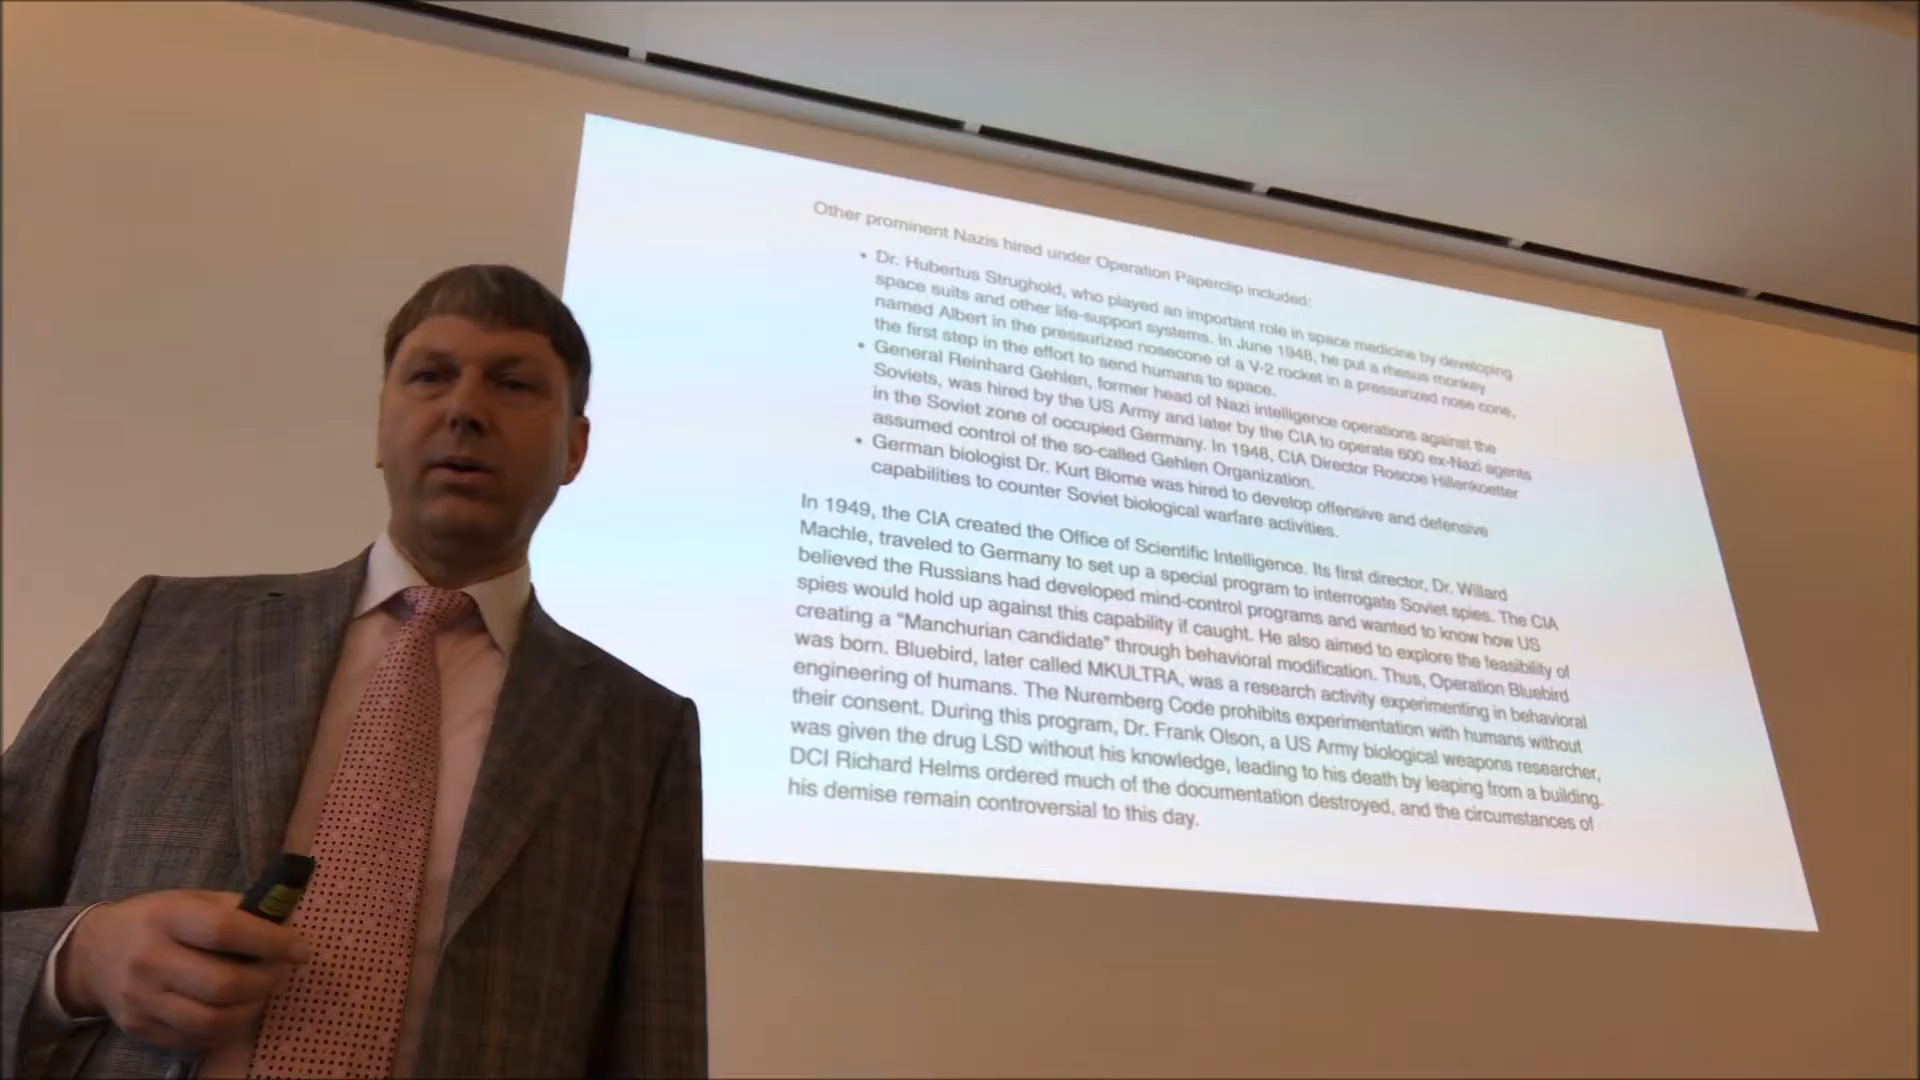 Other prominent Nazis hired under Operation Paperclip included:
• Dr. Hubertus Strughold, who played an important role in space medicine by developing
space suits and other life-support systems. In June 1948, he put a rhesus monkey
named Albert in the pressurized nosecone of a V-2 rocket in a pressurized nose cone,
the first step in the effort to send humans to space.
• General Reinhard Gehlen, former head of Nazi intelligence operations against the
Soviets, was hired by the US Army and later by the CIA to operate 600 ex-Nazi agents
in the Soviet zone of occupied Germany. In 1948, CIA Director Roscoe Hillenkoetter
assumed control of the so-called Gehlen Organization.
• German biologist Dr. Kurt Blome was hired to develop offensive and defensive
capabilities to counter Soviet biological warfare activities.
In 1949, the CIA created the Office of Scientific Intelligence. Its first director, Dr. Willard
Machle, traveled to Germany to set up a special program to interrogate Soviet spies. The CIA
believed the Russians had developed mind-control programs and wanted to know how US
spies would hold up against this capability if caught. He also aimed to explore the feasibility of
creating a "Manchurian candidate" through behavioral modification. Thus, Operation Bluebird
was born. Bluebird, later called MKULTRA, was a research activity experimenting in behavioral
engineering of humans. The Nuremberg Code prohibits experimentation with humans without
their consent. During this program, Dr. Frank Olson, a US Army biological weapons researcher,
was given the drug LSD without his knowledge, leading to his death by leaping from a building.
DCI Richard Helms ordered much of the documentation destroyed, and the circumstances of
his demise remain controversial to this day.